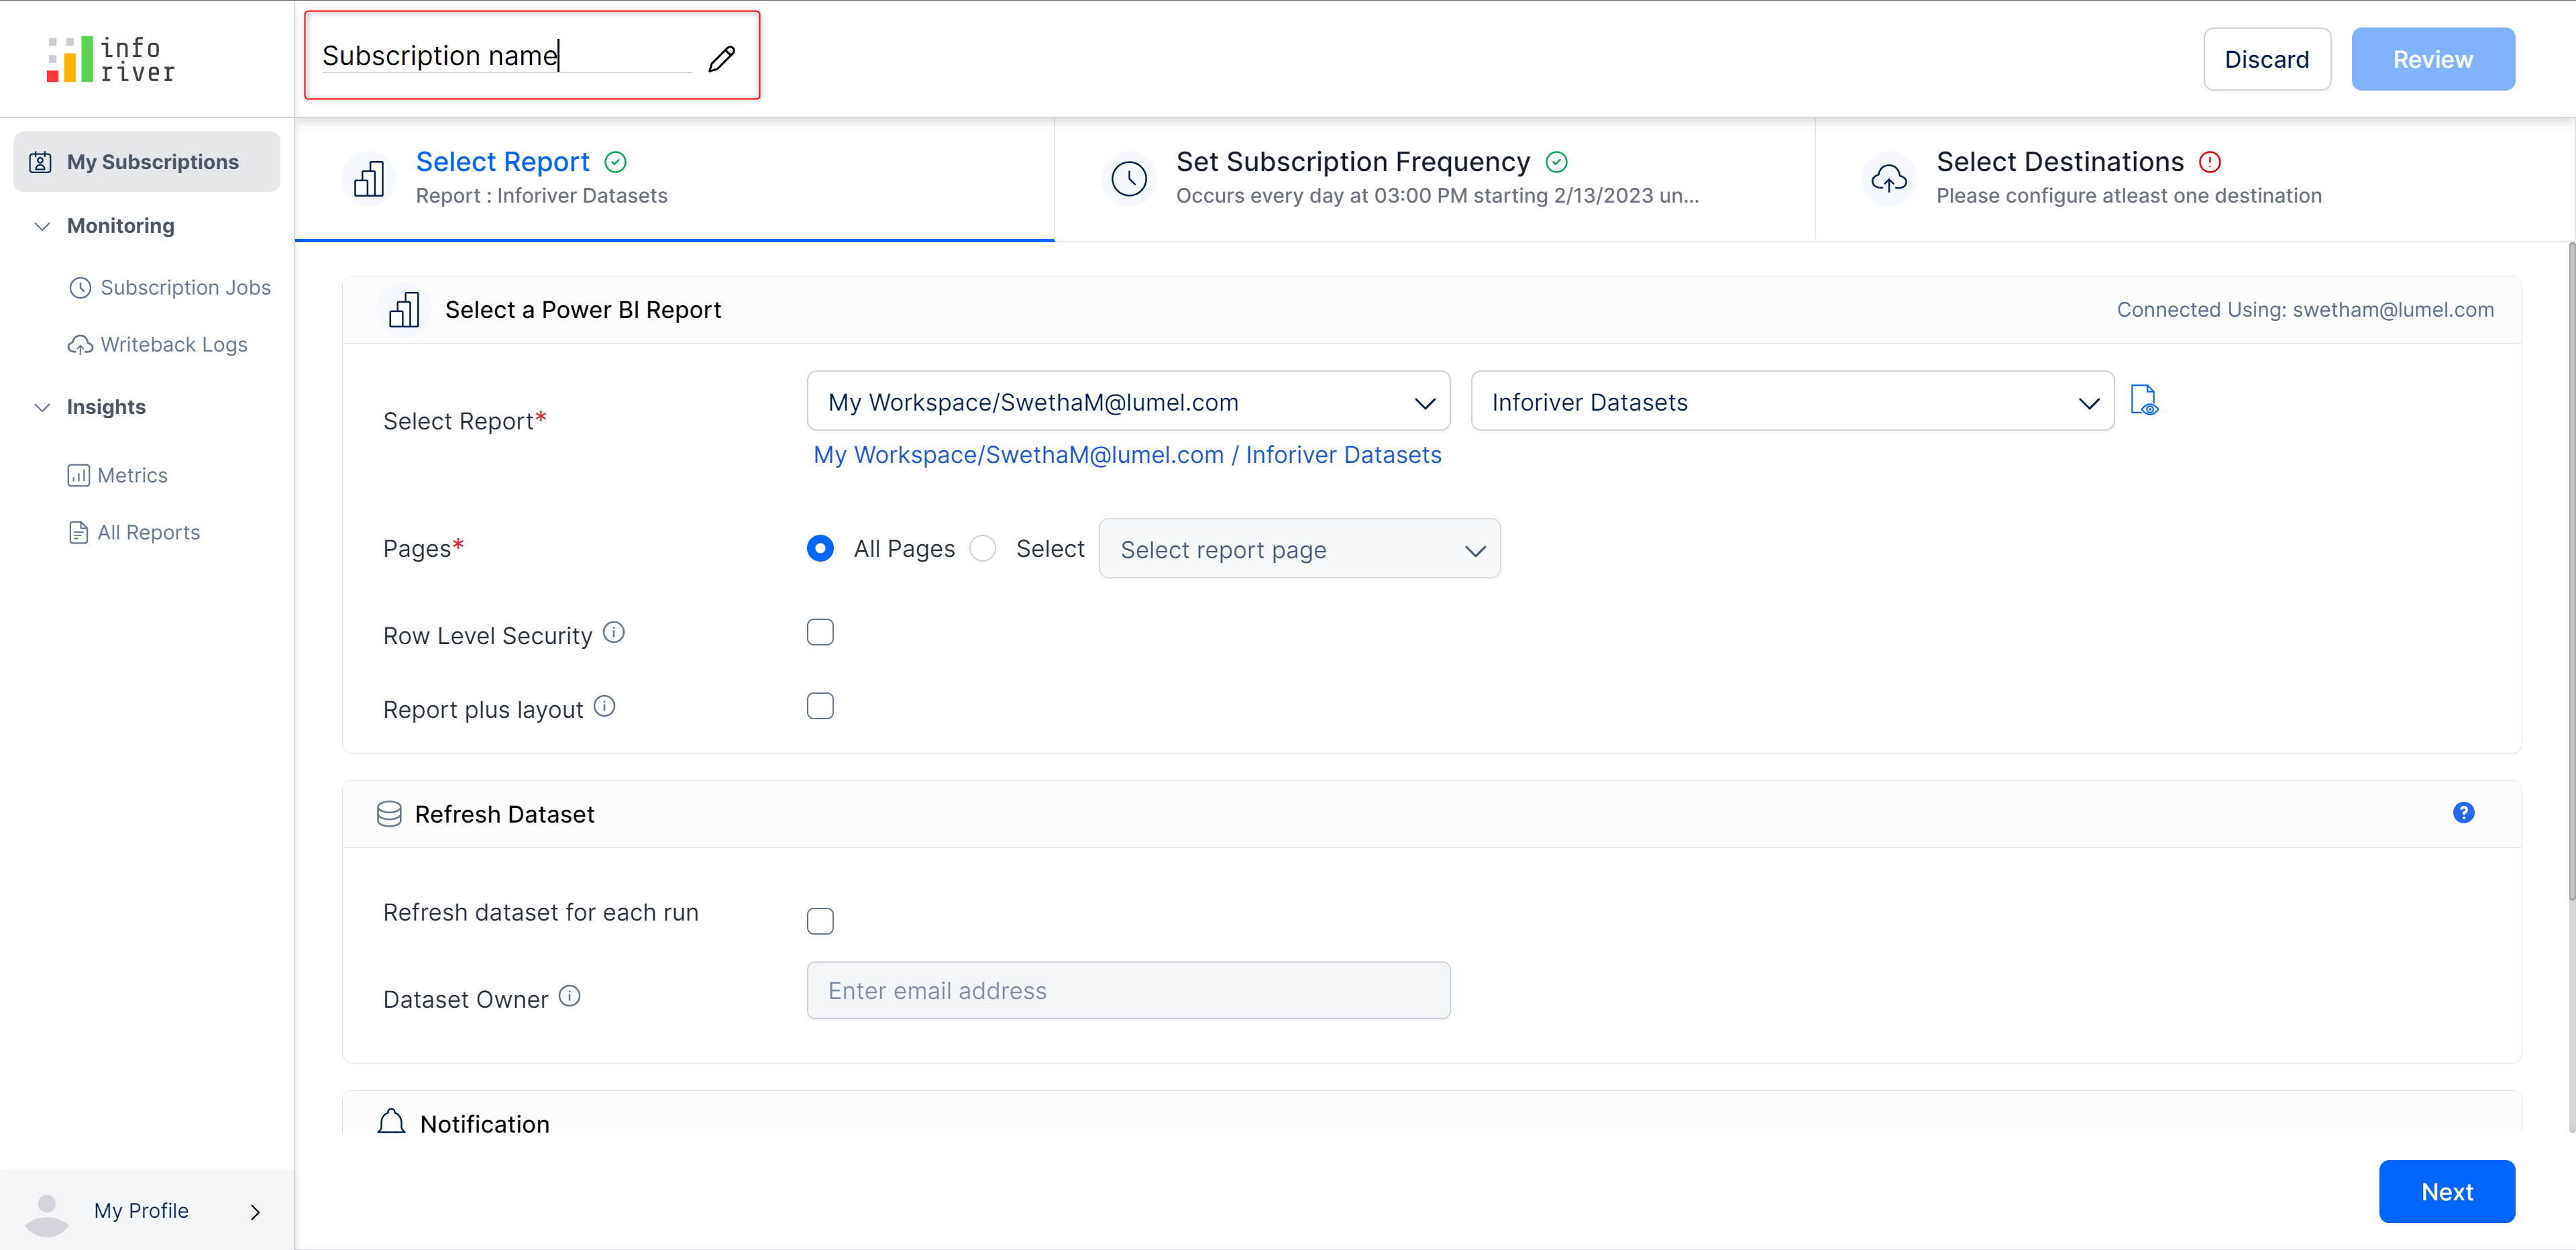 info
river
Subscription name
Discard
Review
My Subscriptions
Monitoring
Subscription Jobs
Writeback Logs
Insights
Metrics
All Reports
My Profile
Select Report
Report : Inforiver Datasets
Set Subscription Frequency
Occurs every day at 03:00 PM starting 2/13/2023 un...
Select Destinations
Please configure atleast one destination
Select a Power BI Report
Connected Using: swetham@lumel.com
Select Report*
My Workspace/SwethaM@lumel.com
Inforiver Datasets
My Workspace/SwethaM@lumel.com / Inforiver Datasets
Pages*
All Pages
Select
Select report page
Row Level Security
Report plus layout
Refresh Dataset
Refresh dataset for each run
Dataset Owner
Enter email address
Notification
Next